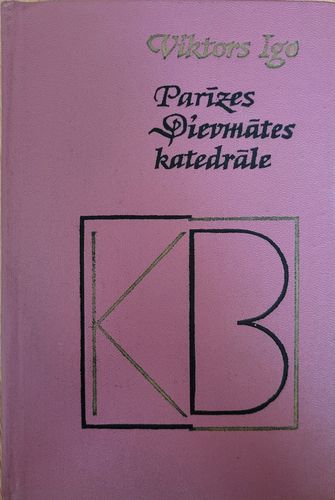 Viktors Igo
Parīzes
Dievmātes
katedrāle
KB